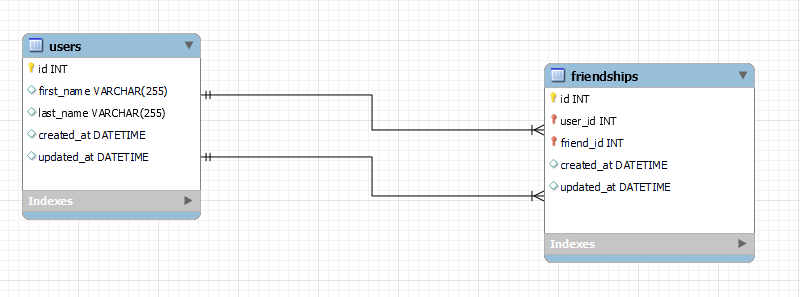 users
id INT
first_name VARCHAR(255)
last_name VARCHAR(255)
created_at DATETIME
updated_at DATETIME
Indexes
friendships
id INT
user_id INT
friend_id INT
created_at DATETIME
updated_at DATETIME
Indexes